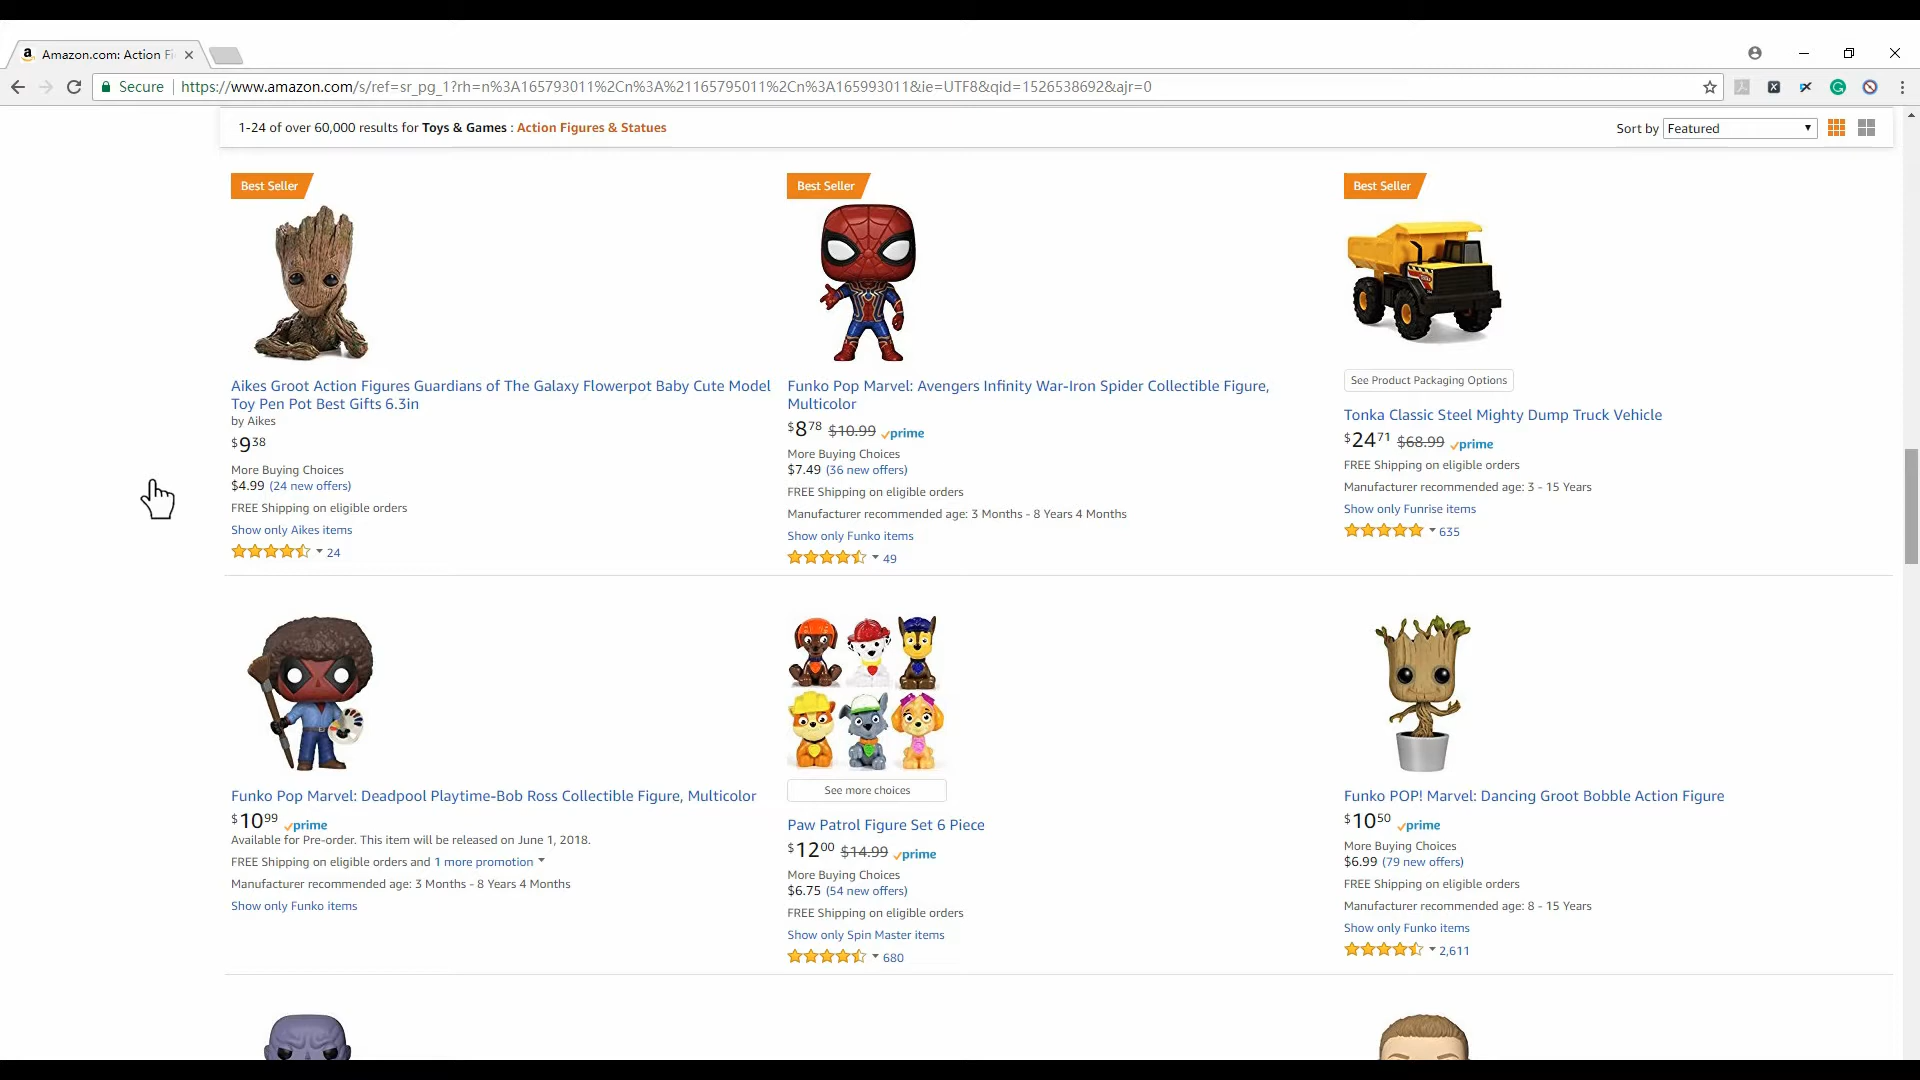 Amazon.com: Action Fi
Secure
https://www.amazon.com/s/ref=sr_pg_1?rh=n%3A165793011%2Cn%3A%211165795011%2Cn%3A165993011&ie=UTF8&qid=1526538692&ajr=0
1-24 of over 60,000 results for Toys & Games : Action Figures & Statues
Sort by Featured
Best Seller
Aikes Groot Action Figures Guardians of The Galaxy Flowerpot Baby Cute Model
Toy Pen Pot Best Gifts 6.3in
by Aikes
$9 38
More Buying Choices
$4.99 (24 new offers)
FREE Shipping on eligible orders
Show only Aikes items
24
Best Seller
Funko Pop Marvel: Avengers Infinity War-Iron Spider Collectible Figure,
Multicolor
$8 78 $10.99 prime
More Buying Choices
$7.49 (36 new offers)
FREE Shipping on eligible orders
Manufacturer recommended age: 3 Months - 8 Years 4 Months
Show only Funko items
49
Best Seller
See Product Packaging Options
Tonka Classic Steel Mighty Dump Truck Vehicle
$24 71 $68.99 prime
FREE Shipping on eligible orders
Manufacturer recommended age: 3 - 15 Years
Show only Funrise items
635
Funko Pop Marvel: Deadpool Playtime-Bob Ross Collectible Figure, Multicolor
$10 99 prime
Available for Pre-order. This item will be released on June 1, 2018.
FREE Shipping on eligible orders and 1 more promotion
Manufacturer recommended age: 3 Months - 8 Years 4 Months
Show only Funko items
See more choices
Paw Patrol Figure Set 6 Piece
$12 00 $14.99 prime
More Buying Choices
$6.75 (54 new offers)
FREE Shipping on eligible orders
Show only Spin Master items
680
Funko POP! Marvel: Dancing Groot Bobble Action Figure
$10 50 prime
More Buying Choices
$6.99 (79 new offers)
FREE Shipping on eligible orders
Manufacturer recommended age: 8 - 15 Years
Show only Funko items
2,611